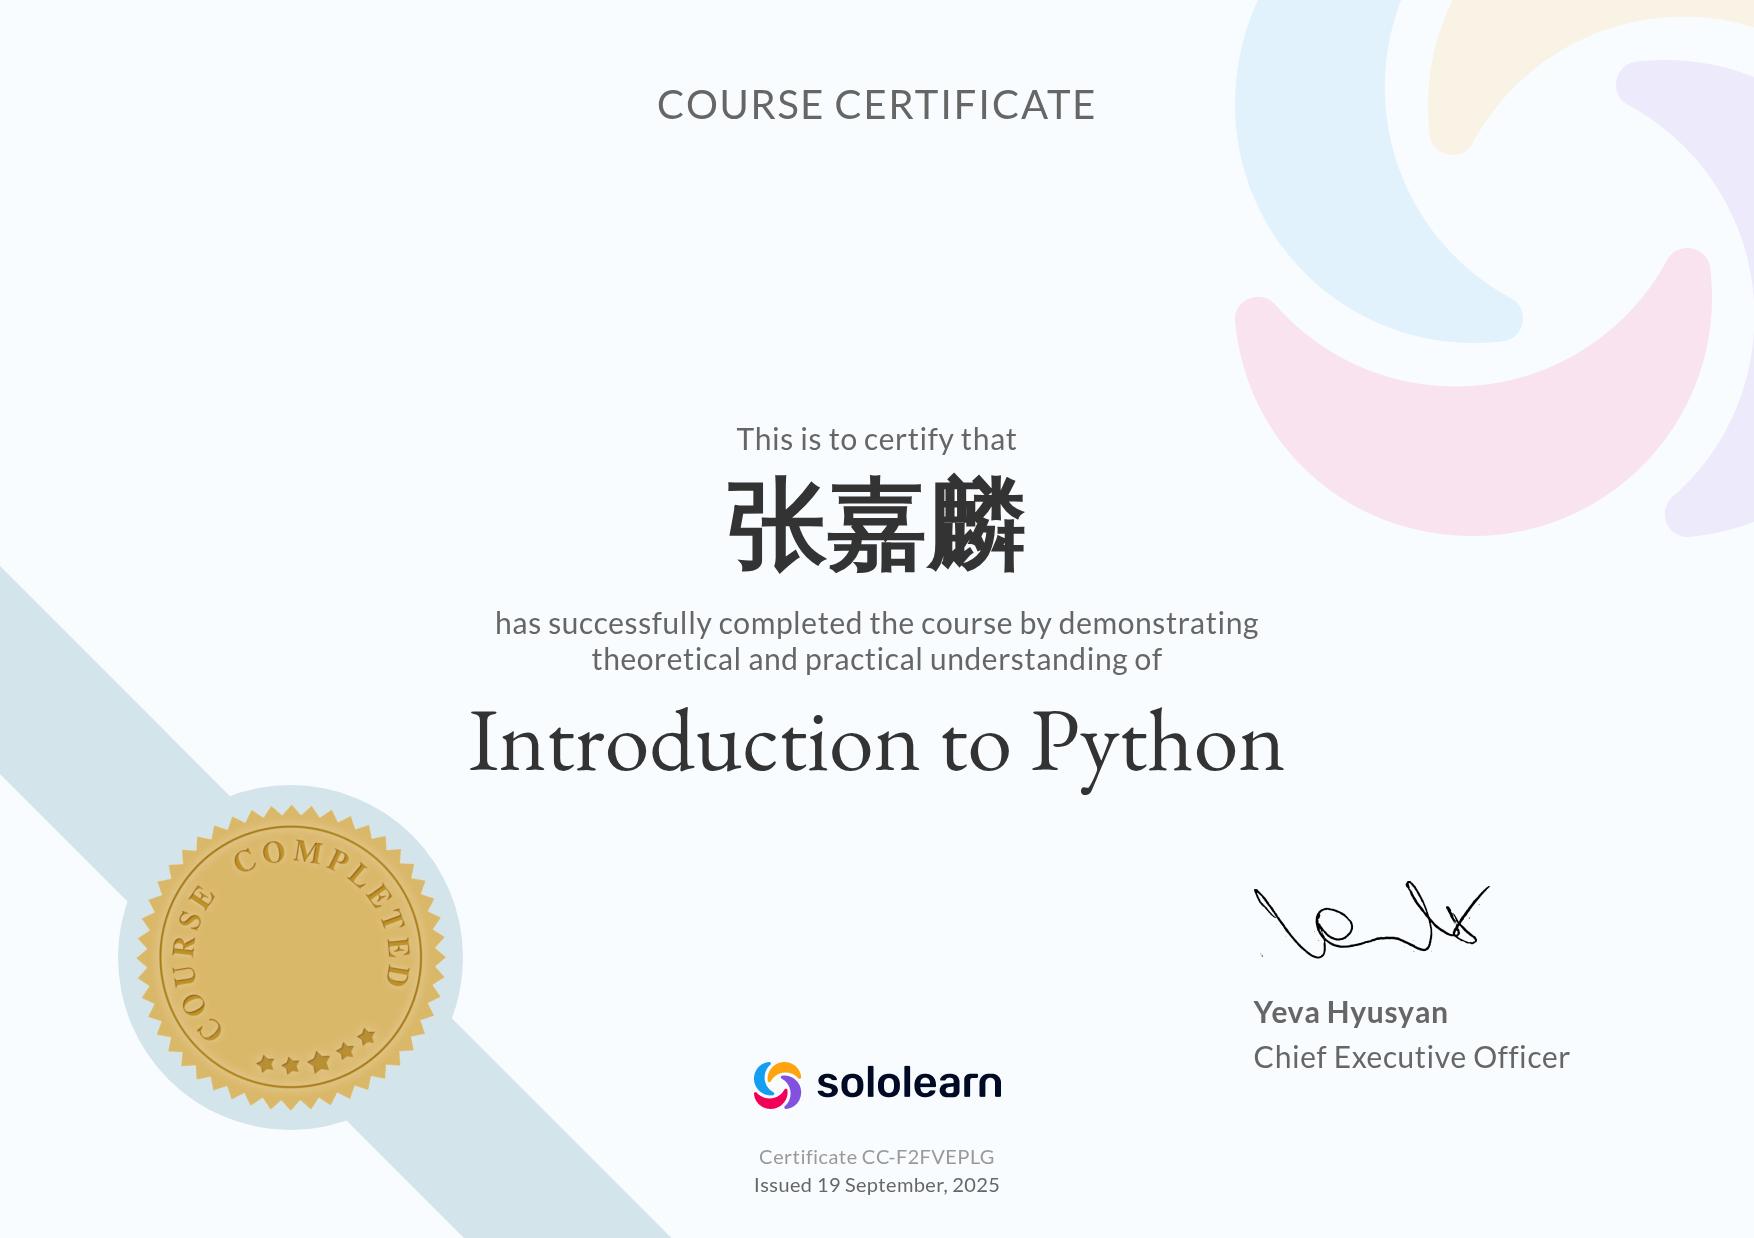 COURSE CERTIFICATE
This is to certify that
张嘉麟
has successfully completed the course by demonstrating
theoretical and practical understanding of
Introduction to Python
COURSE COMPLETED
Yeva Hyusyan
Chief Executive Officer
sololearn
Certificate CC-F2FVEPLG
Issued 19 September, 2025